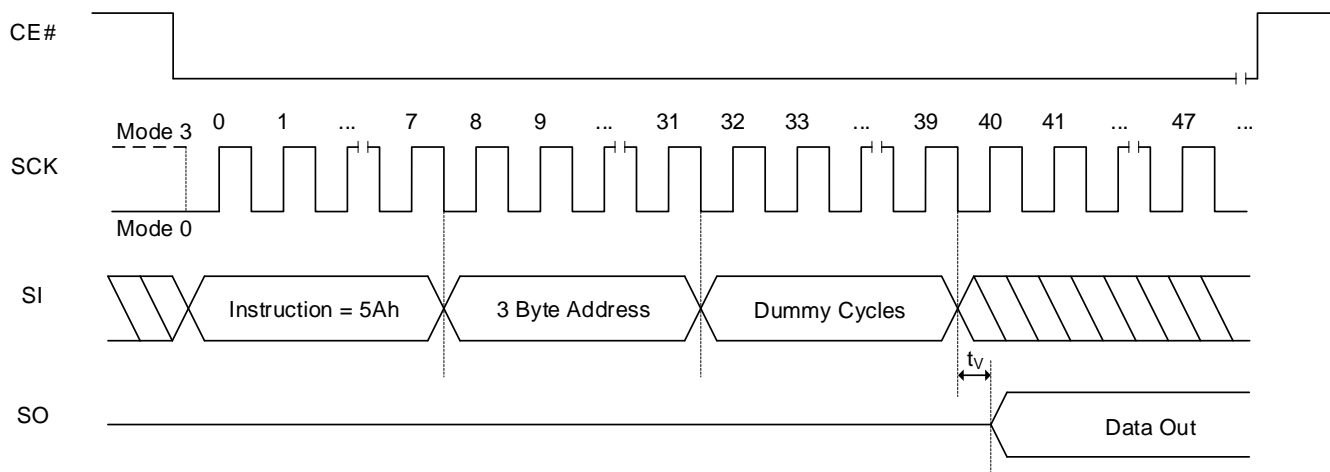 CE#
Mode 3 0 1 ... 7 8 9 ... 31 32 33 ... 39 40 41 ... 47 ...
SCK
Mode 0
SI Instruction = 5Ah 3 Byte Address Dummy Cycles
tV
SO Data Out